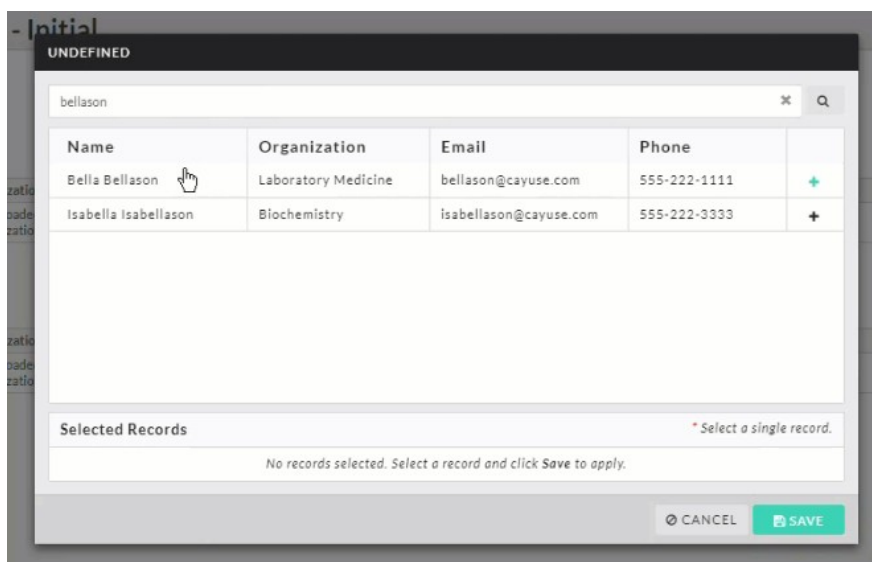 - Initial
UNDEFINED
bellason
Name Organization Email Phone
Bella Bellason Laboratory Medicine bellason@cayuse.com 555-222-1111 +
Isabella Isabellason Biochemistry isabellason@cayuse.com 555-222-3333 +
Selected Records * Select a single record.
No records selected. Select a record and click Save to apply.
CANCEL SAVE